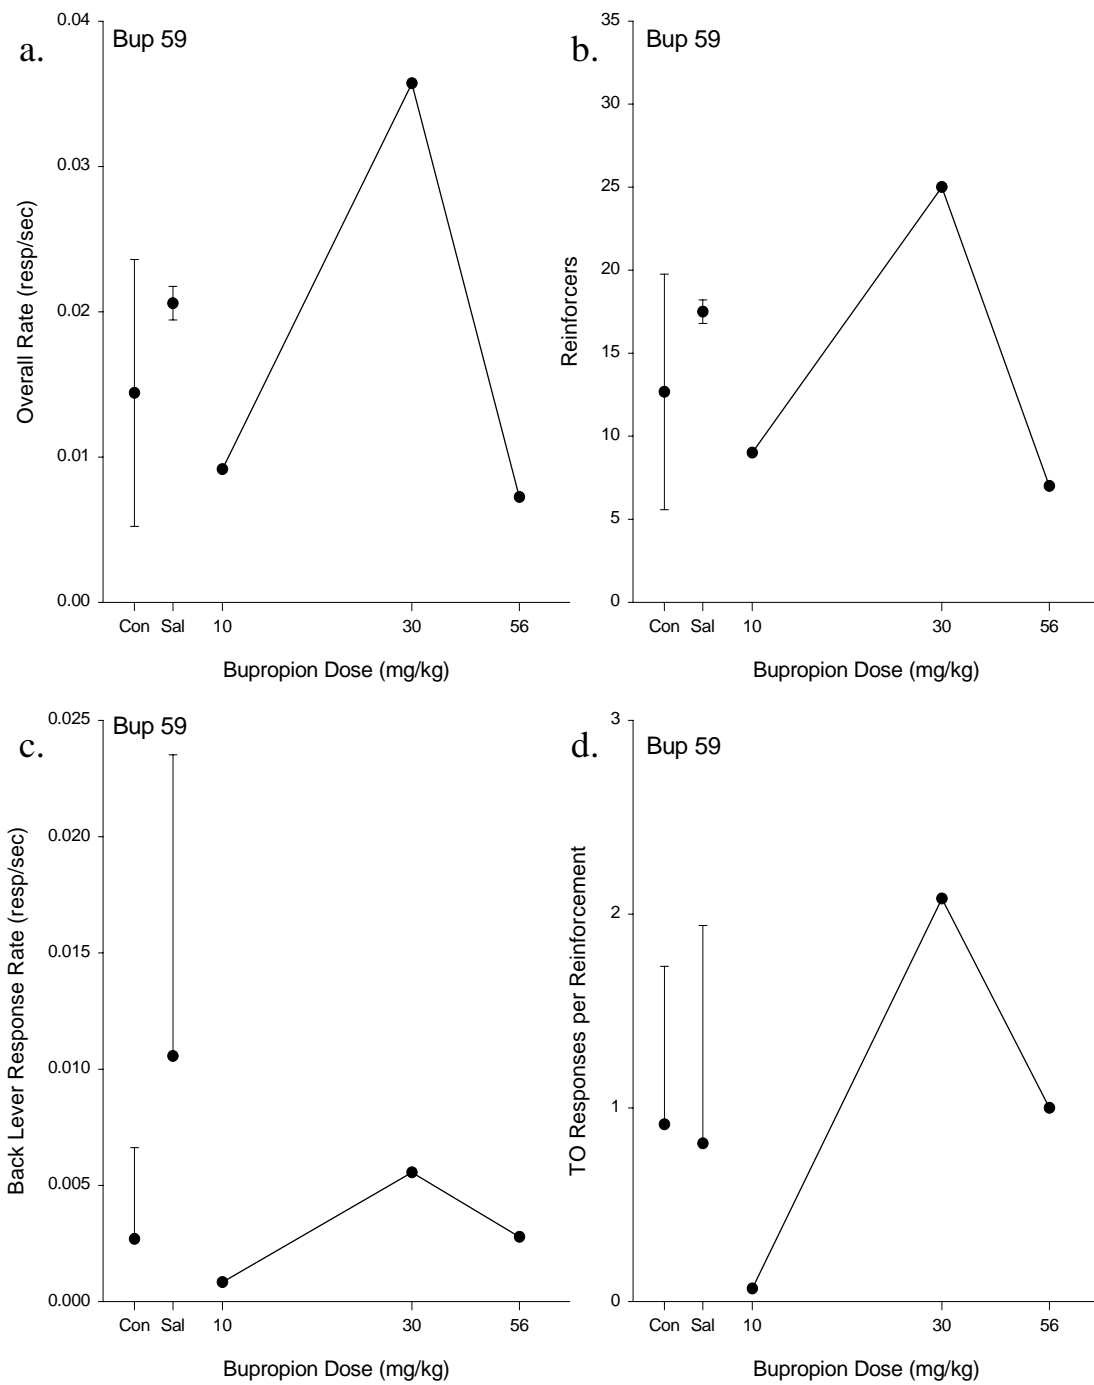 a.
Bup 59
0.04
0.03
0.02
0.01
0.00
Overall Rate (resp/sec)
Con Sal 10 30 56
Bupropion Dose (mg/kg)
b.
Bup 59
35
30
25
20
15
10
5
0
Reinforcers
Con Sal 10 30 56
Bupropion Dose (mg/kg)
c.
Bup 59
0.025
0.020
0.015
0.010
0.005
0.000
Back Lever Response Rate (resp/sec)
Con Sal 10 30 56
Bupropion Dose (mg/kg)
d.
Bup 59
3
2
1
0
TO Responses per Reinforcement
Con Sal 10 30 56
Bupropion Dose (mg/kg)